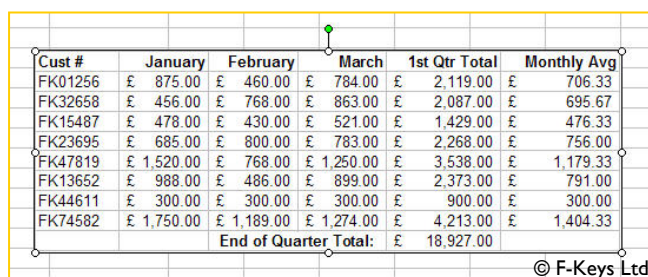 Cust # January February March 1st Qtr Total Monthly Avg
FK01256 £ 875.00 £ 460.00 £ 784.00 £ 2,119.00 £ 706.33
FK32658 £ 456.00 £ 768.00 £ 863.00 £ 2,087.00 £ 695.67
FK15487 £ 478.00 £ 430.00 £ 521.00 £ 1,429.00 £ 476.33
FK23695 £ 685.00 £ 800.00 £ 783.00 £ 2,268.00 £ 756.00
FK47819 £ 1,520.00 £ 768.00 £ 1,250.00 £ 3,538.00 £ 1,179.33
FK13652 £ 988.00 £ 486.00 £ 899.00 £ 2,373.00 £ 791.00
FK44611 £ 300.00 £ 300.00 £ 300.00 £ 900.00 £ 300.00
FK74582 £ 1,750.00 £ 1,189.00 £ 1,274.00 £ 4,213.00 £ 1,404.33
End of Quarter Total: £ 18,927.00
© F-Keys Ltd